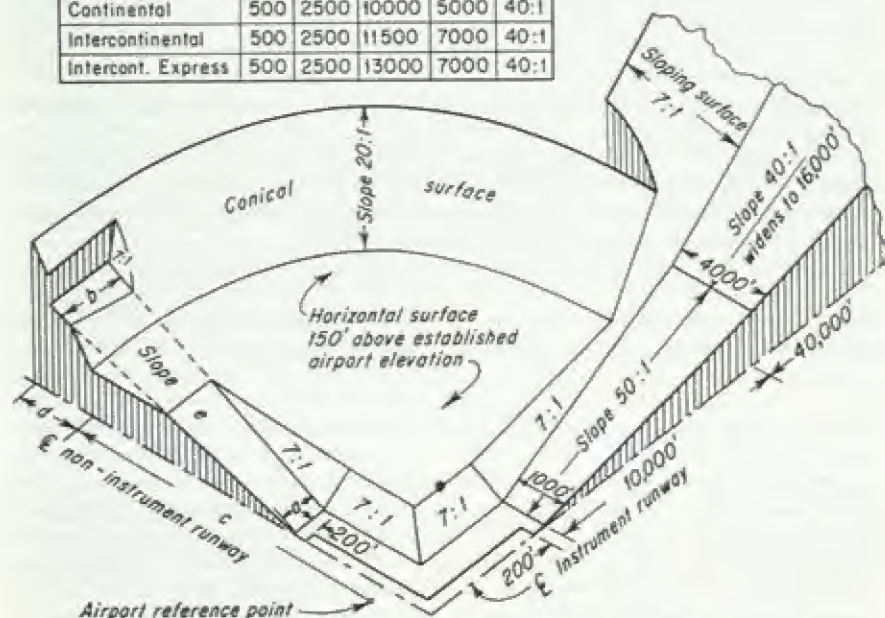 Continental 500 2500 10000 5000 40:1
Intercontinental 500 2500 11500 7000 40:1
Intercont. Express 500 2500 13000 7000 40:1
Sloping surface
7:1
Slope 20:1
Conical surface
Slope 40:1
widens to 16,000'
4000'
7:1
b
Horizontal surface
150' above established
airport elevation
Slope
e
40,000'
7:1
Slope 50:1
d
7:1
1000'
10,000'
℄ non-instrument runway
c
a
200'
7:1
7:1
200'
℄ Instrument runway
Airport reference point